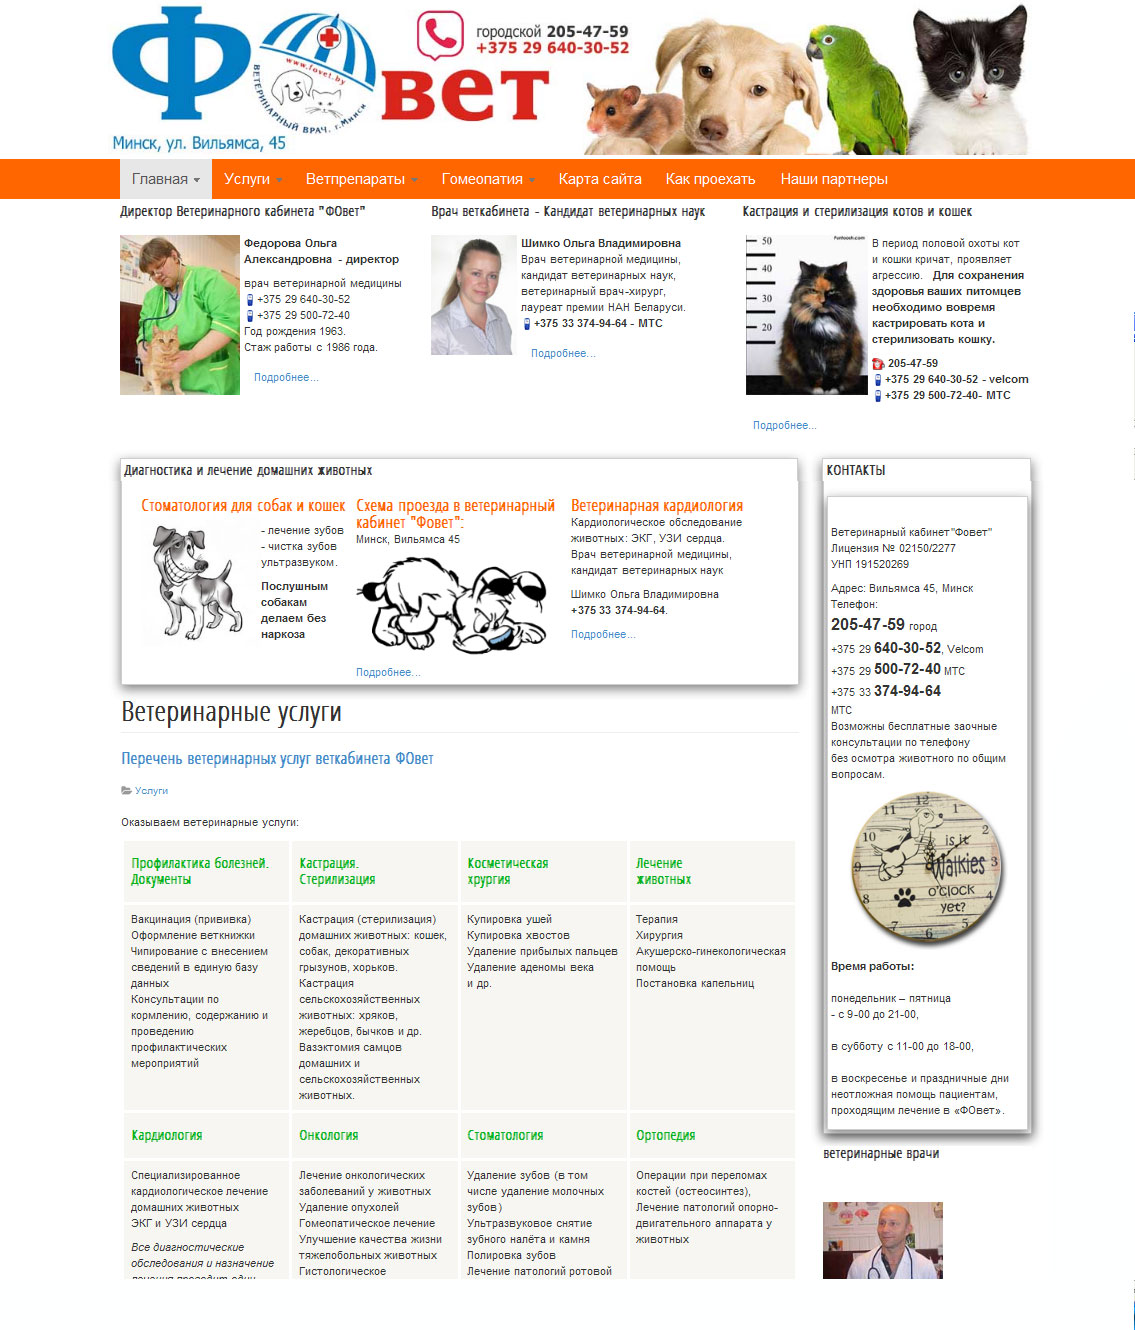 ФОвет
www.fovet.by
ВЕТЕРИНАРНЫЙ ВРАЧ. г.Минск
городской 205-47-59
+375 29 640-30-52
Минск, ул. Вильямса, 45
Главная Услуги Ветпрепараты Гомеопатия Карта сайта Как проехать Наши партнеры
Директор Ветеринарного кабинета "ФОвет"
Федорова Ольга
Александровна - директор
врач ветеринарной медицины
+375 29 640-30-52
+375 29 500-72-40
Год рождения 1963.
Стаж работы с 1986 года.
Подробнее...
Врач веткабинета - Кандидат ветеринарных наук
Шимко Ольга Владимировна
Врач ветеринарной медицины,
кандидат ветеринарных наук,
ветеринарный врач-хирург,
лауреат премии НАН Беларуси.
+375 33 374-94-64 - МТС
Подробнее...
Кастрация и стерилизация котов и кошек
50
40
30
20
В период половой охоты кот
и кошки кричат, проявляет
агрессию. Для сохранения
здоровья ваших питомцев
необходимо вовремя
кастрировать кота и
стерилизовать кошку.
205-47-59
+375 29 640-30-52 - velcom
+375 29 500-72-40- МТС
Подробнее...
Диагностика и лечение домашних животных
Стоматология для собак и кошек
- лечение зубов
- чистка зубов
ультразвуком.
Послушным
собакам
делаем без
наркоза
Схема проезда в ветеринарный
кабинет "Фовет":
Минск, Вильямса 45
Подробнее...
Ветеринарная кардиология
Кардиологическое обследование
животных: ЭКГ, УЗИ сердца.
Врач ветеринарной медицины,
кандидат ветеринарных наук
Шимко Ольга Владимировна
+375 33 374-94-64.
Подробнее...
КОНТАКТЫ
Ветеринарный кабинет"Фовет"
Лицензия № 02150/2277
УНП 191520269
Адрес: Вильямса 45, Минск
Телефон:
205-47-59 город
+375 29 640-30-52, Velcom
+375 29 500-72-40 МТС
+375 33 374-94-64
МТС
Возможны бесплатные заочные
консультации по телефону
без осмотра животного по общим
вопросам.
12
1
2
3
5
6
8
9
10
is it
Walkies
o'clock
yet?
Время работы:
понедельник – пятница
- с 9-00 до 21-00,
в субботу с 11-00 до 18-00,
в воскресенье и праздничные дни
неотложная помощь пациентам,
проходящим лечение в «ФОвет».
ветеринарные врачи
Ветеринарные услуги
Перечень ветеринарных услуг веткабинета ФОвет
Услуги
Оказываем ветеринарные услуги:
Профилактика болезней.
Документы
Вакцинация (прививка)
Оформление веткнижки
Чипирование с внесением
сведений в единую базу
данных
Консультации по
кормлению, содержанию и
проведению
профилактических
мероприятий
Кастрация.
Стерилизация
Кастрация (стерилизация)
домашних животных: кошек,
собак, декоративных
грызунов, хорьков.
Кастрация
сельскохозяйственных
животных: хряков,
жеребцов, бычков и др.
Вазэктомия самцов
домашних и
сельскохозяйственных
животных.
Косметическая
хрургия
Купировка ушей
Купировка хвостов
Удаление прибылых пальцев
Удаление аденомы века
и др.
Лечение
животных
Терапия
Хирургия
Акушерско-гинекологическая
помощь
Постановка капельниц
Кардиология
Специализированное
кардиологическое лечение
домашних животных
ЭКГ и УЗИ сердца
Все диагностические
обследования и назначение
лечения проводит один
Онкология
Лечение онкологических
заболеваний у животных
Удаление опухолей
Гомеопатическое лечение
Улучшение качества жизни
тяжелобольных животных
Гистологическое
Стоматология
Удаление зубов (в том
числе удаление молочных
зубов)
Ультразвуковое снятие
зубного налёта и камня
Полировка зубов
Лечение патологий ротовой
Ортопедия
Операции при переломах
костей (остеосинтез),
Лечение патологий опорно-
двигательного аппарата у
животных